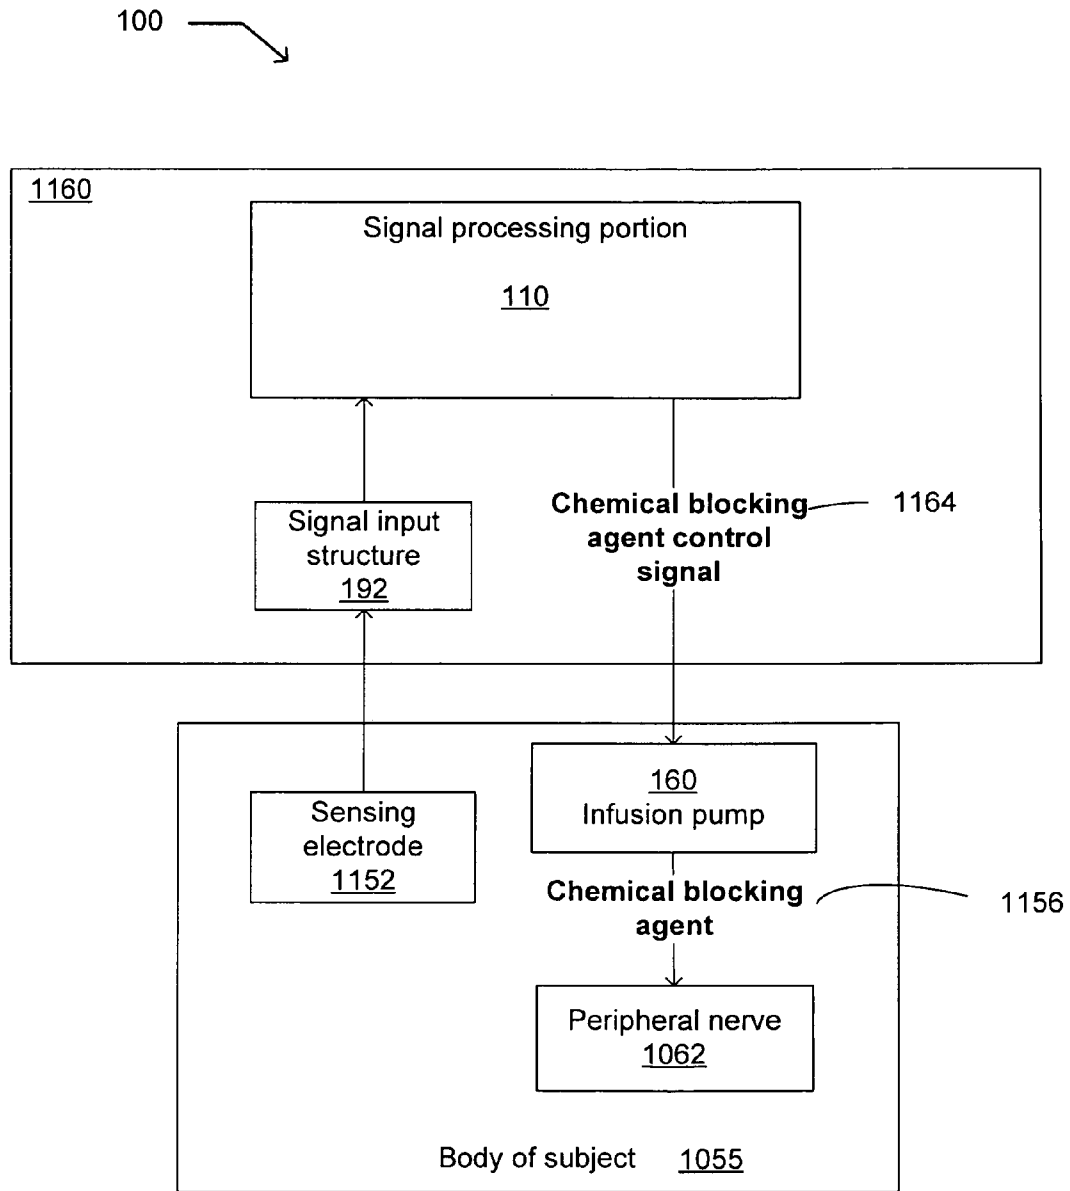 100
1160
Signal processing portion
110
Signal input
structure
192
Chemical blocking
agent control
signal
1164
160
Infusion pump
Sensing
electrode
1152
Chemical blocking
agent
1156
Peripheral nerve
1062
Body of subject 1055